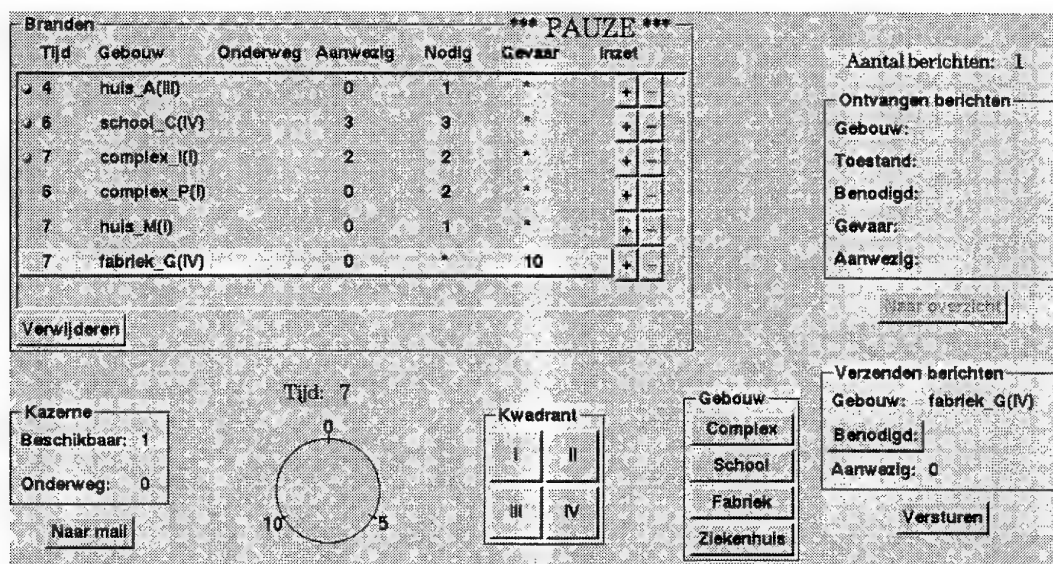 Branden *** PAUZE ***
Tijd Gebouw Onderweg Aanwezig Nodig Gevaar Inzet
4 huis_A(III) 0 1 * + -
6 school_C(IV) 3 3 * + -
7 complex_I(I) 2 2 * + -
6 complex_P(I) 0 2 * + -
7 huis_M(I) 0 1 * + -
7 fabriek_G(IV) 0 * 10 + -
Verwijderen
Aantal berichten: 1
Ontvangen berichten
Gebouw:
Toestand:
Benodigd:
Gevaar:
Aanwezig:
Naar overzicht
Kazerne
Beschikbaar: 1
Onderweg: 0
Naar mail
Tijd: 7
0
5
10
Kwadrant
I II
III IV
Gebouw
Complex
School
Fabriek
Ziekenhuis
Verzenden berichten
Gebouw: fabriek_G(IV)
Benodigd:
Aanwezig: 0
Versturen